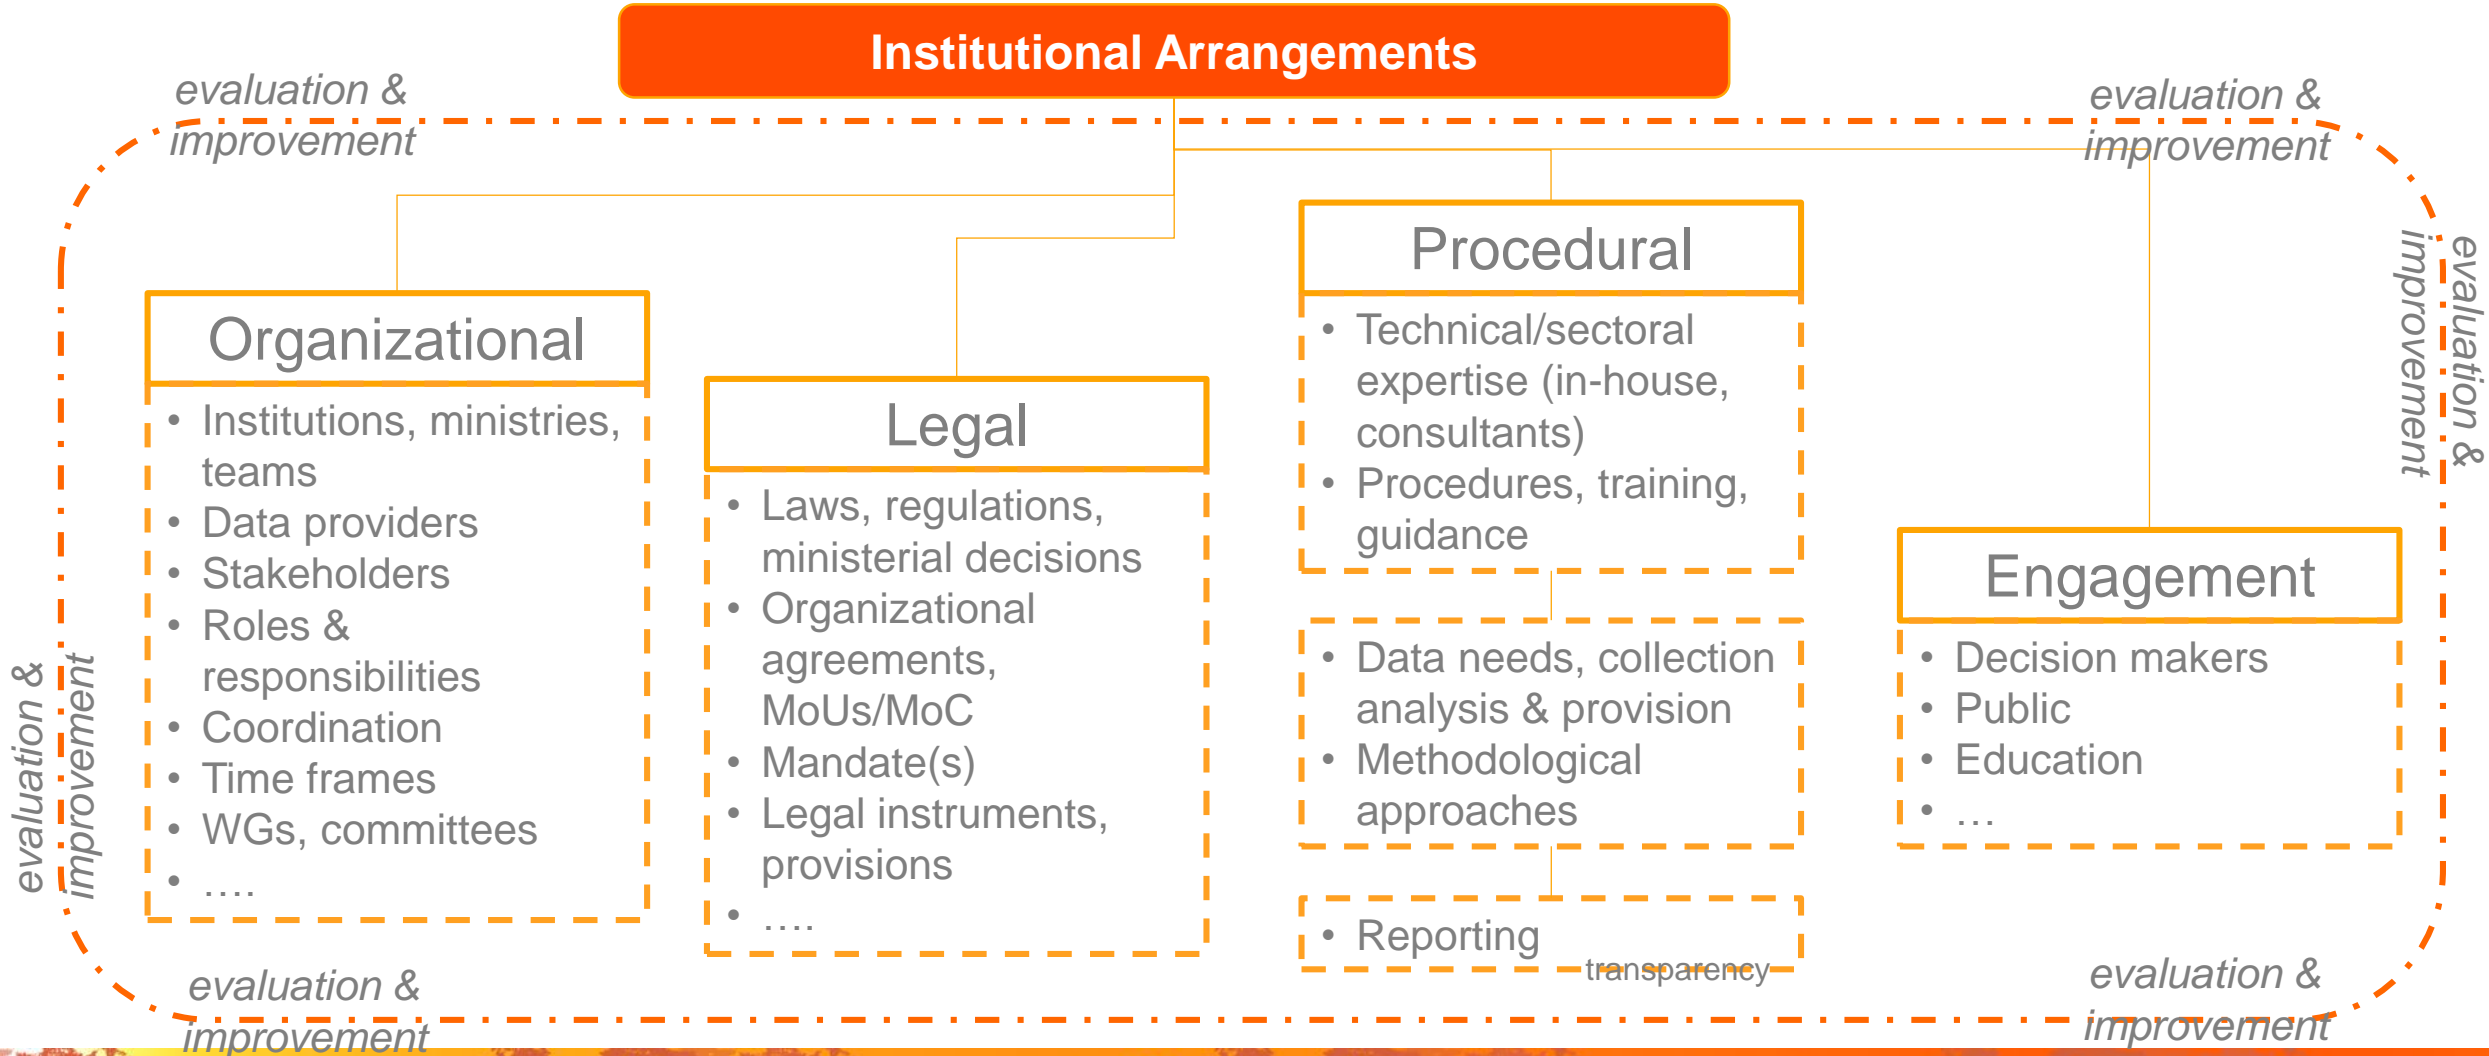 Institutional Arrangements
evaluation &
improvement
evaluation &
improvement
evaluation &
improvement
Organizational
• Institutions, ministries,
teams
• Data providers
• Stakeholders
• Roles &
responsibilities
• Coordination
• Time frames
• WGs, committees
• ....
Legal
• Laws, regulations,
ministerial decisions
• Organizational
agreements,
MoUs/MoC
• Mandate(s)
• Legal instruments,
provisions
• ....
Procedural
• Technical/sectoral
expertise (in-house,
consultants)
• Procedures, training,
guidance
• Data needs, collection
analysis & provision
• Methodological
approaches
• Reporting
transparency
Engagement
• Decision makers
• Public
• Education
• …
evaluation &
improvement
evaluation &
improvement
evaluation &
improvement